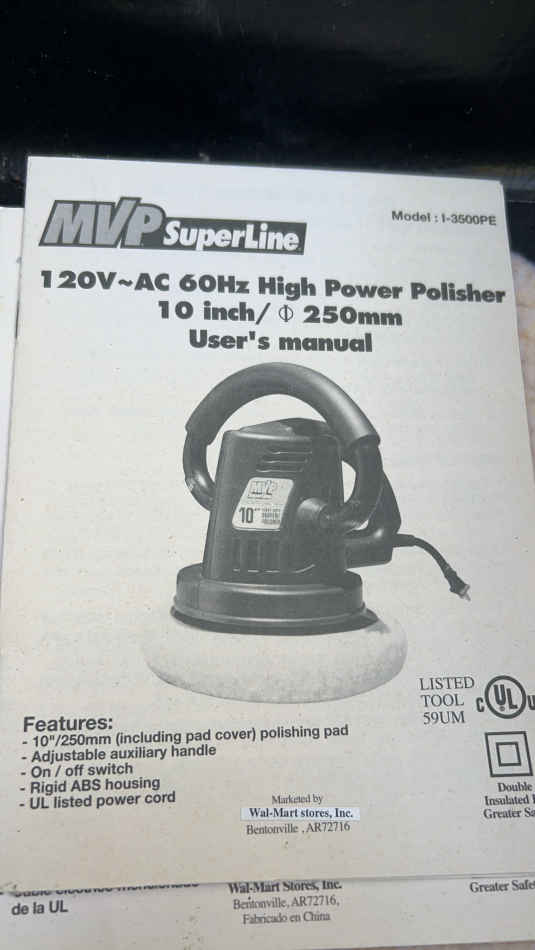 MVP SuperLine
Model : I-3500PE
120V~AC 60Hz High Power Polisher
10 inch/ Φ 250mm
User's manual
MVP
10"
LISTED
TOOL
59UM
C UL U
Features:
- 10"/250mm (including pad cover) polishing pad
- Adjustable auxiliary handle
- On / off switch
- Rigid ABS housing
- UL listed power cord
Double
Insulated
Greater Sa
Marketed by
Wal-Mart stores, Inc.
Bentonville , AR72716
de la UL
Wal-Mart Stores, Inc.
Bentonville, AR72716,
Fabricado en China
Greater Safe